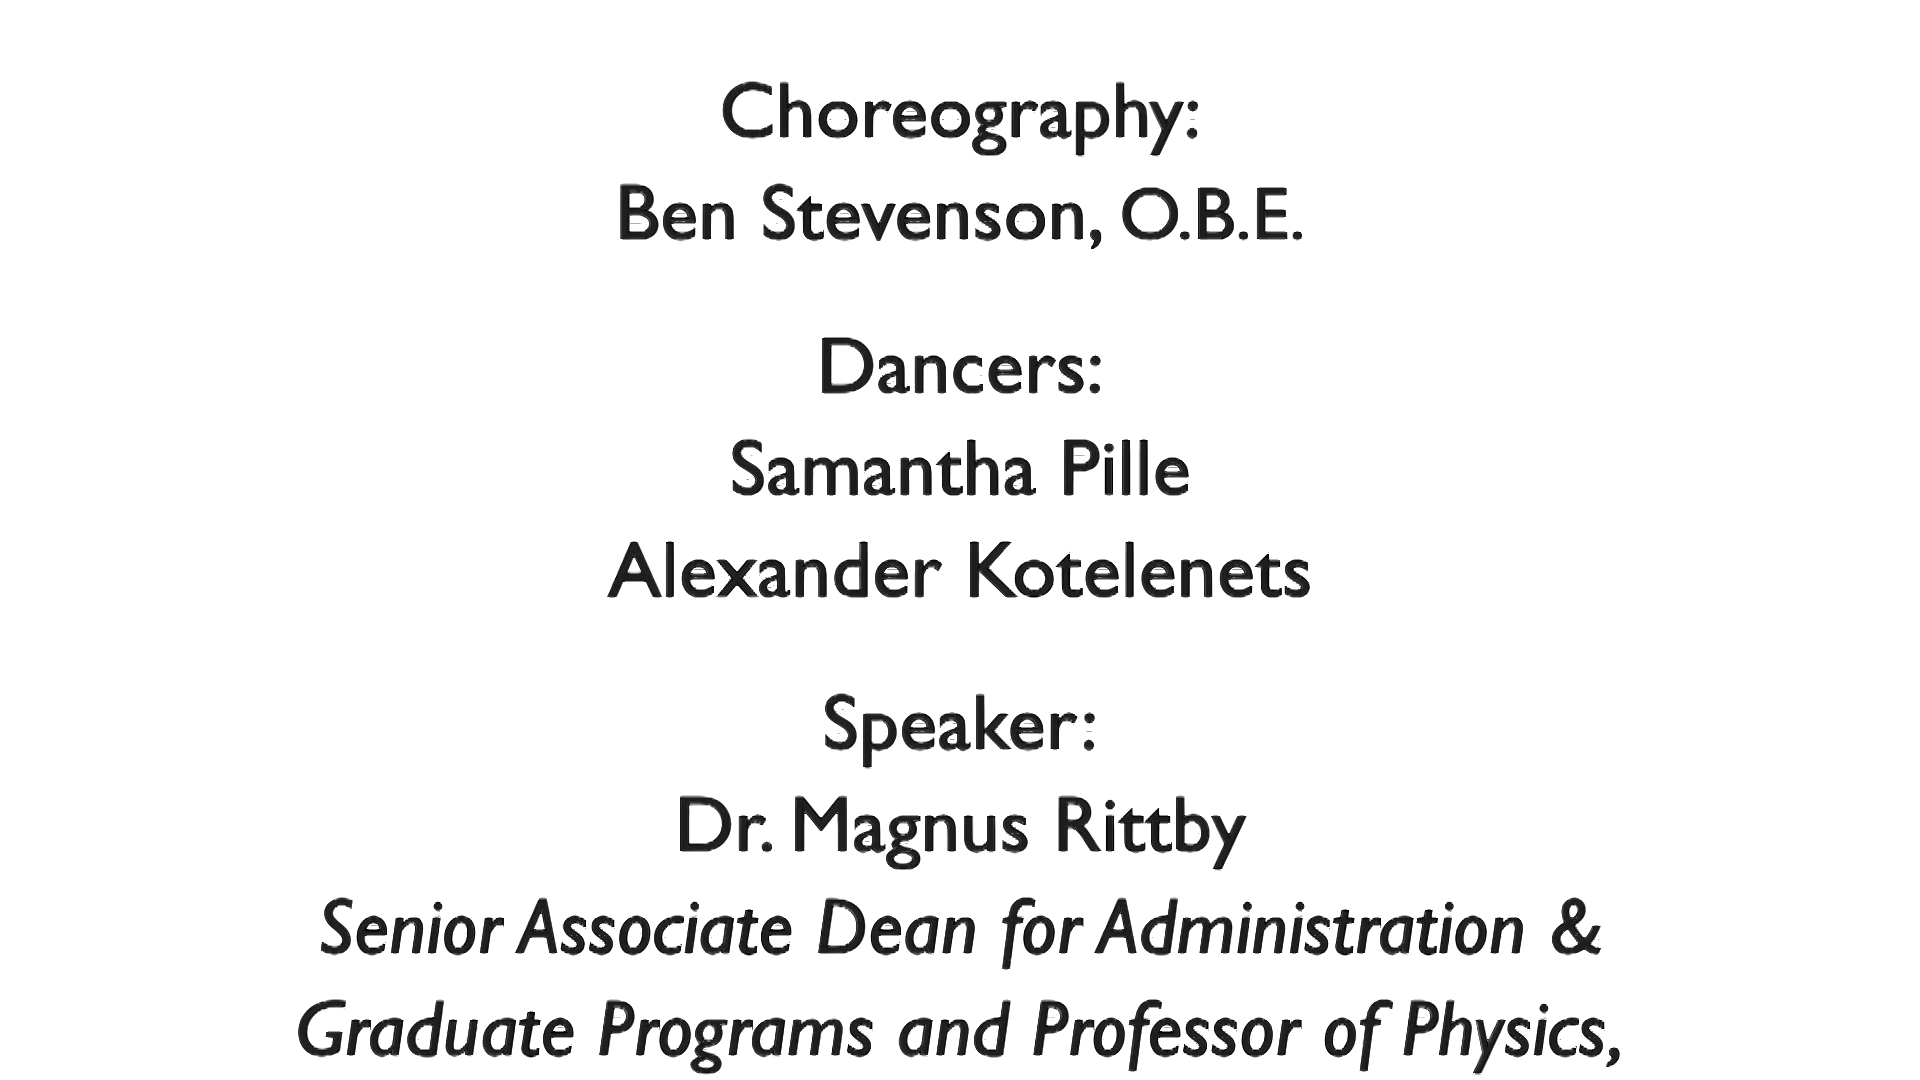 Choreography:
Ben Stevenson, O.B.E.
Dancers:
Samantha Pille
Alexander Kotelenets
Speaker:
Dr. Magnus Rittby
Senior Associate Dean for Administration &
Graduate Programs and Professor of Physics,